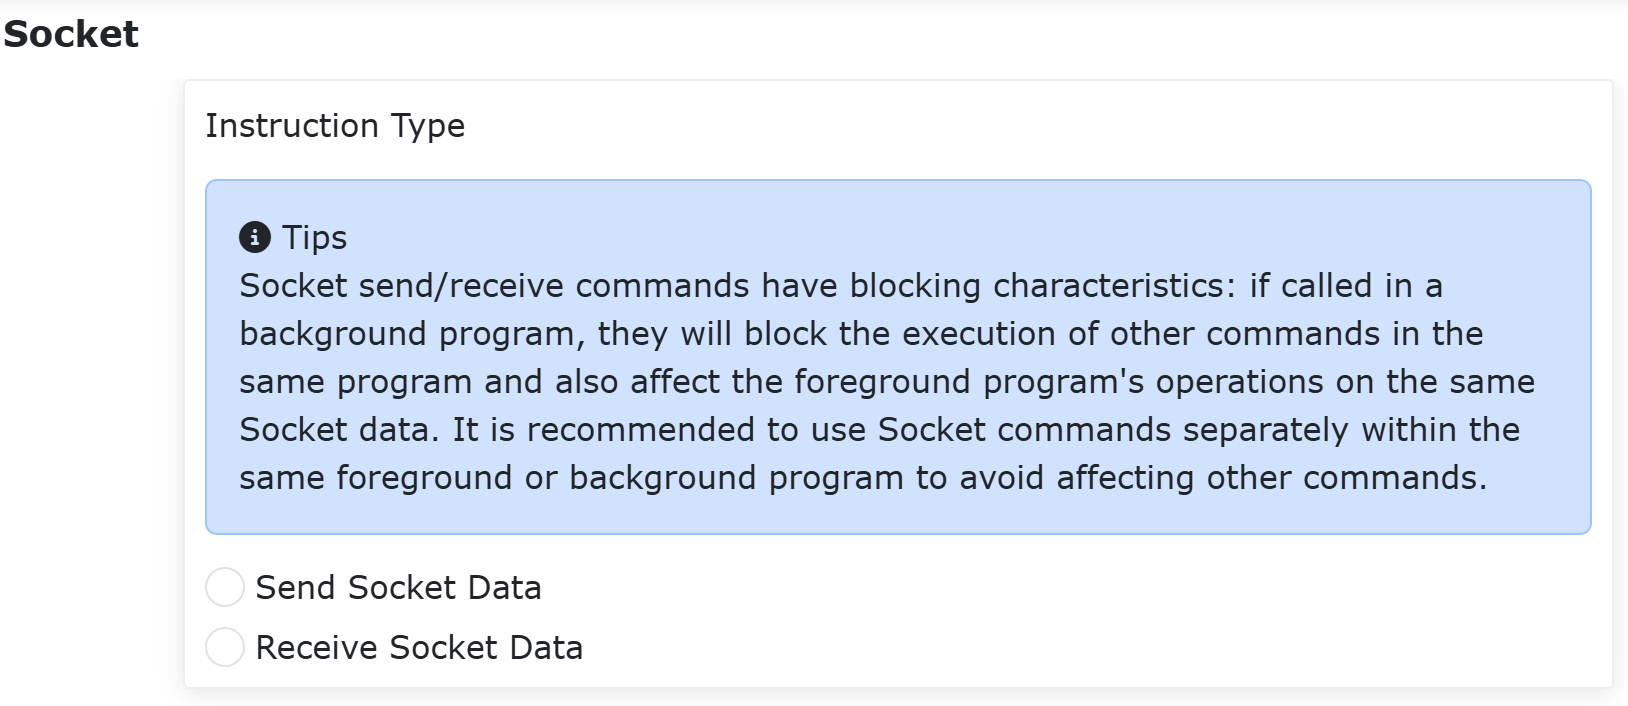 Socket
Instruction Type
Tips
Socket send/receive commands have blocking characteristics: if called in a
background program, they will block the execution of other commands in the
same program and also affect the foreground program's operations on the same
Socket data. It is recommended to use Socket commands separately within the
same foreground or background program to avoid affecting other commands.
Send Socket Data
Receive Socket Data